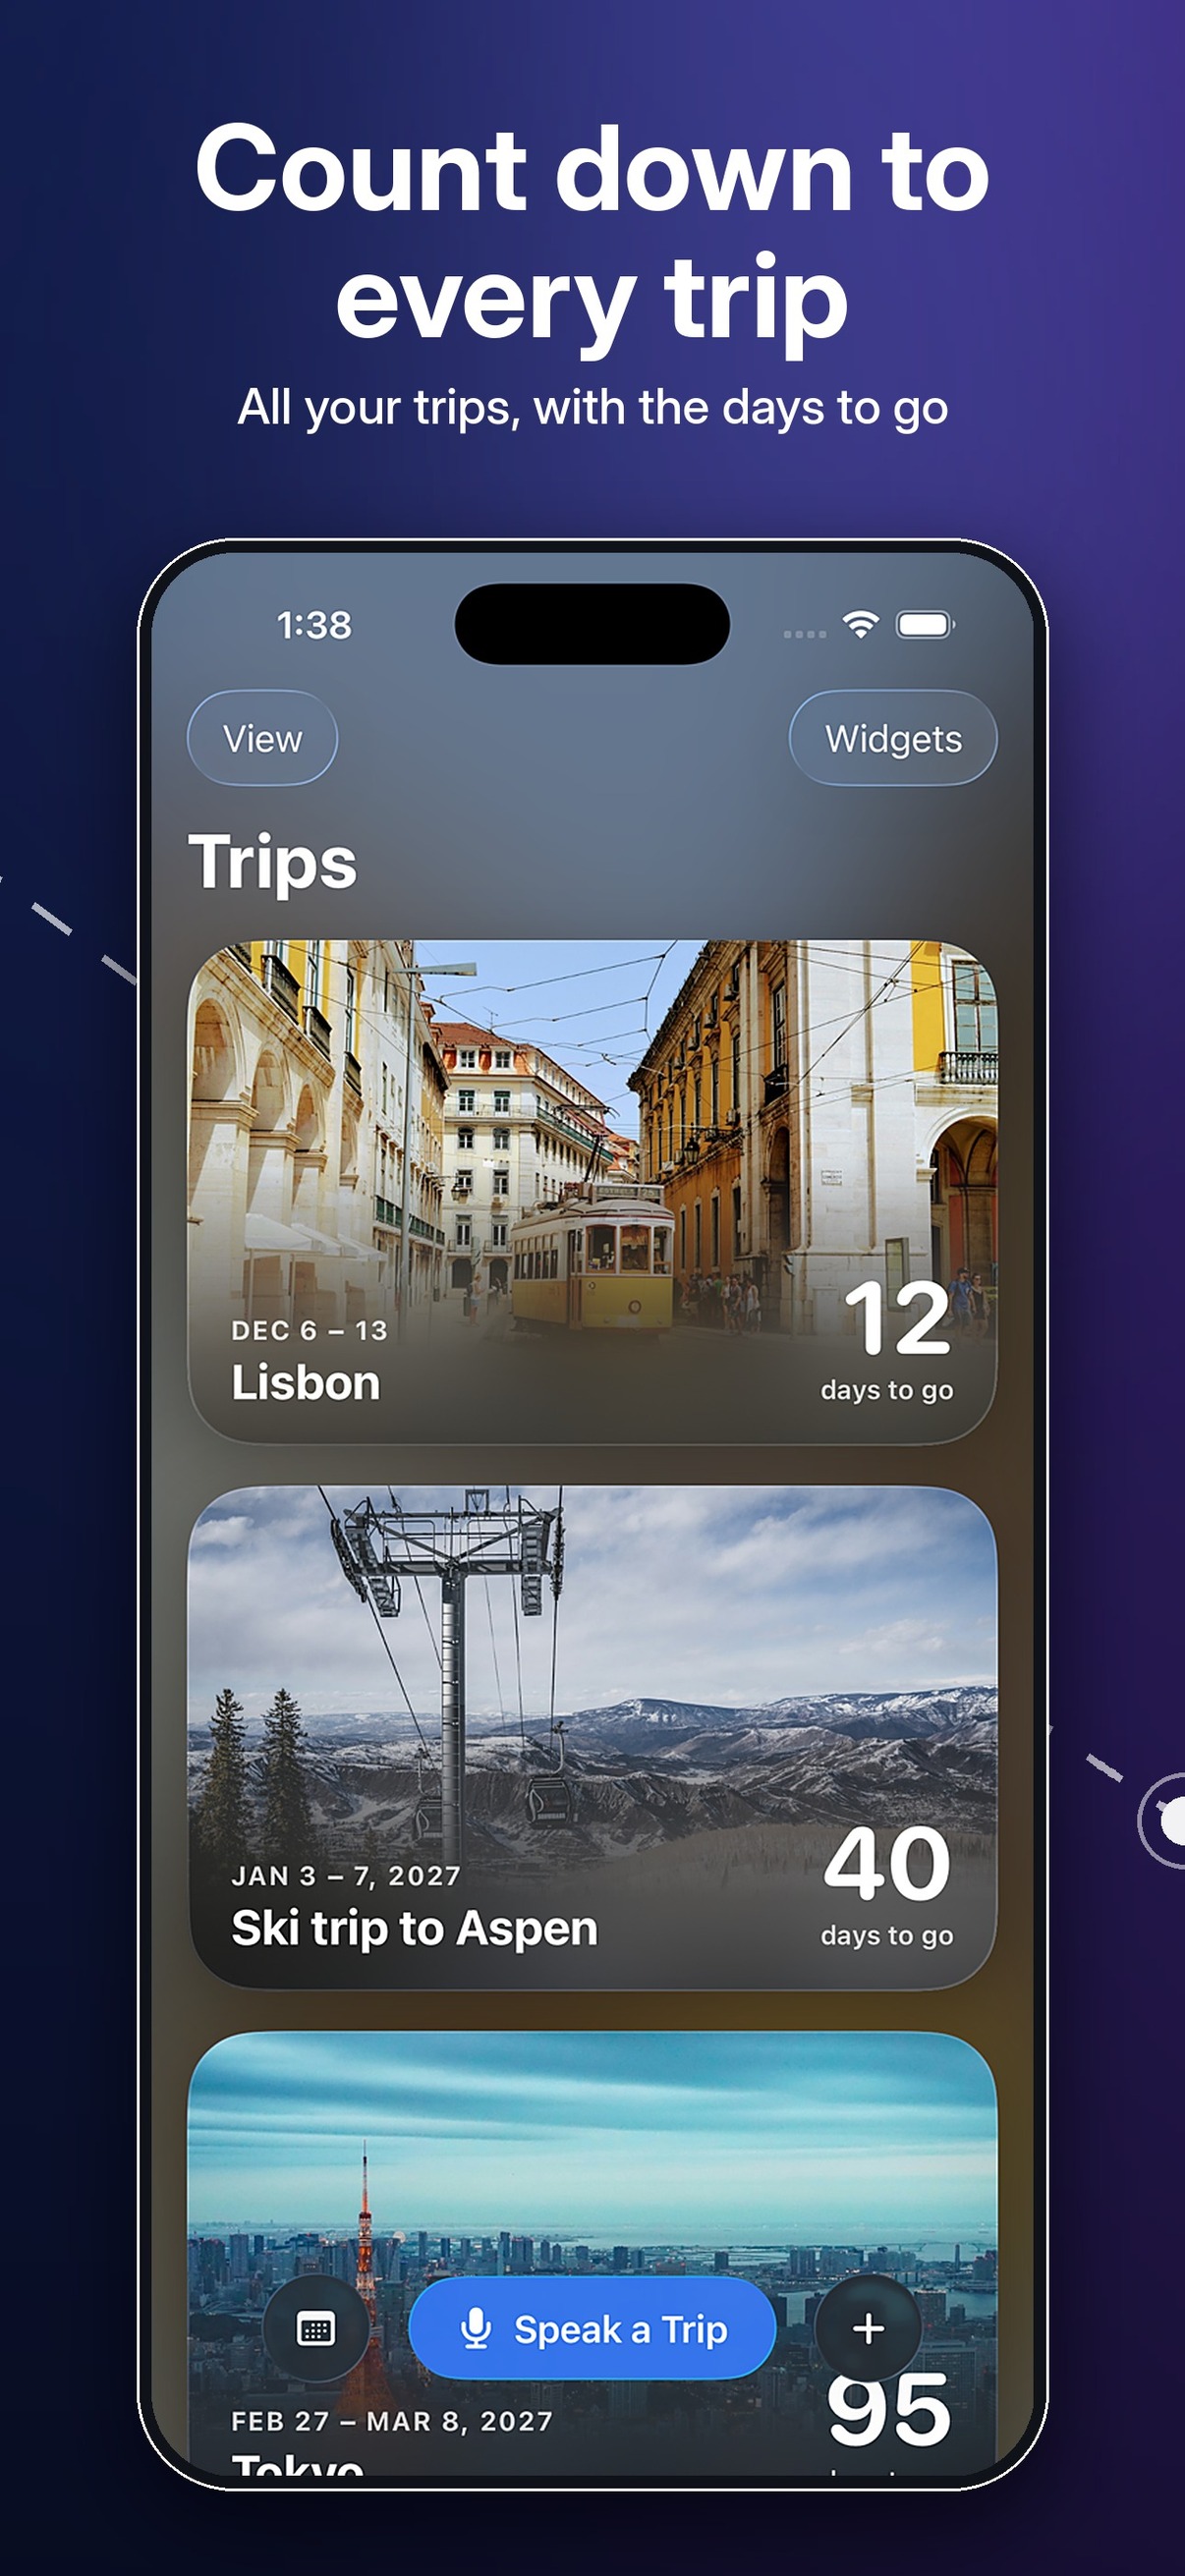 Count down to
every trip
All your trips, with the days to go
1:38
View
Widgets
Trips
DEC 6 – 13
Lisbon
12
days to go
JAN 3 – 7, 2027
Ski trip to Aspen
40
days to go
Speak a Trip
FEB 27 – MAR 8, 2027
Tokyo
95